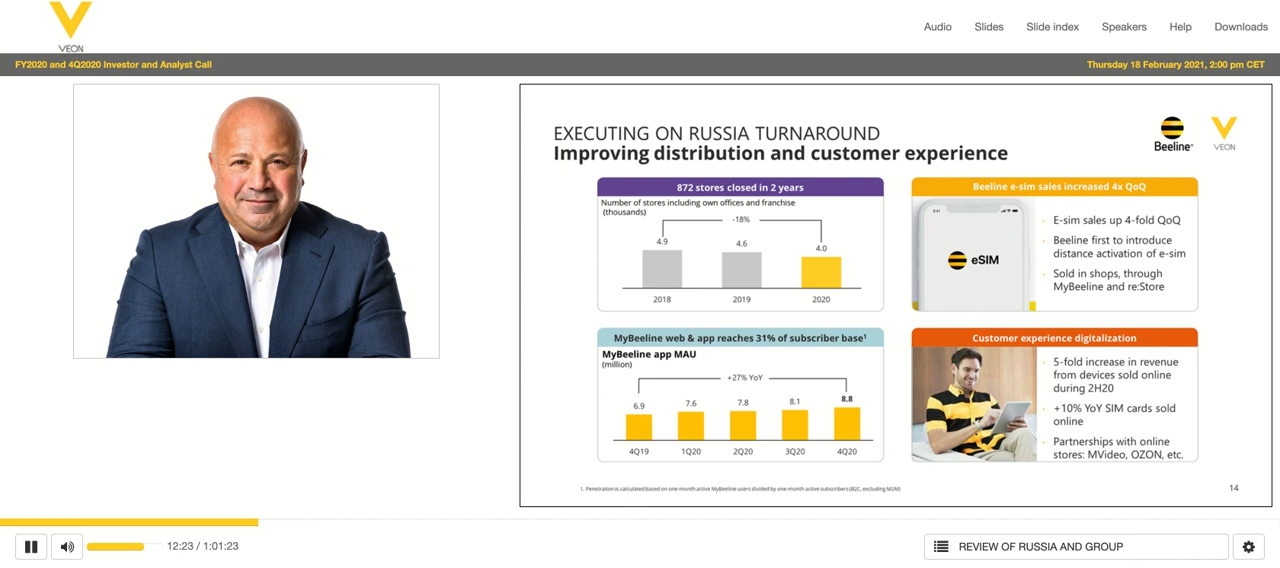 VEON
Audio
Slides
Slide index
Speakers
Help
Downloads
FY2020 and 4Q2020 Investor and Analyst Call
Thursday 18 February 2021, 2:00 pm CET
EXECUTING ON RUSSIA TURNAROUND
Improving distribution and customer experience
Beeline
VEON
872 stores closed in 2 years
Number of stores including own offices and franchise
(thousands)
-18%
4.9
4.6
4.0
2018
2019
2020
Beeline e-sim sales increased 4x QoQ
9:41
eSIM
E-sim sales up 4-fold QoQ
Beeline first to introduce
distance activation of e-sim
Sold in shops, through
MyBeeline and re:Store
MyBeeline web & app reaches 31% of subscriber base¹
MyBeeline app MAU
(million)
+27% YoY
6.9
7.6
7.8
8.1
8.8
4Q19
1Q20
2Q20
3Q20
4Q20
Customer experience digitalization
5-fold increase in revenue
from devices sold online
during 2H20
+10% YoY SIM cards sold
online
Partnerships with online
stores: MVideo, OZON, etc.
1. Penetration is calculated based on one-month active MyBeeline users divided by one-month active subscribers (B2C, excluding M2M)
14
12:23 / 1:01:23
REVIEW OF RUSSIA AND GROUP